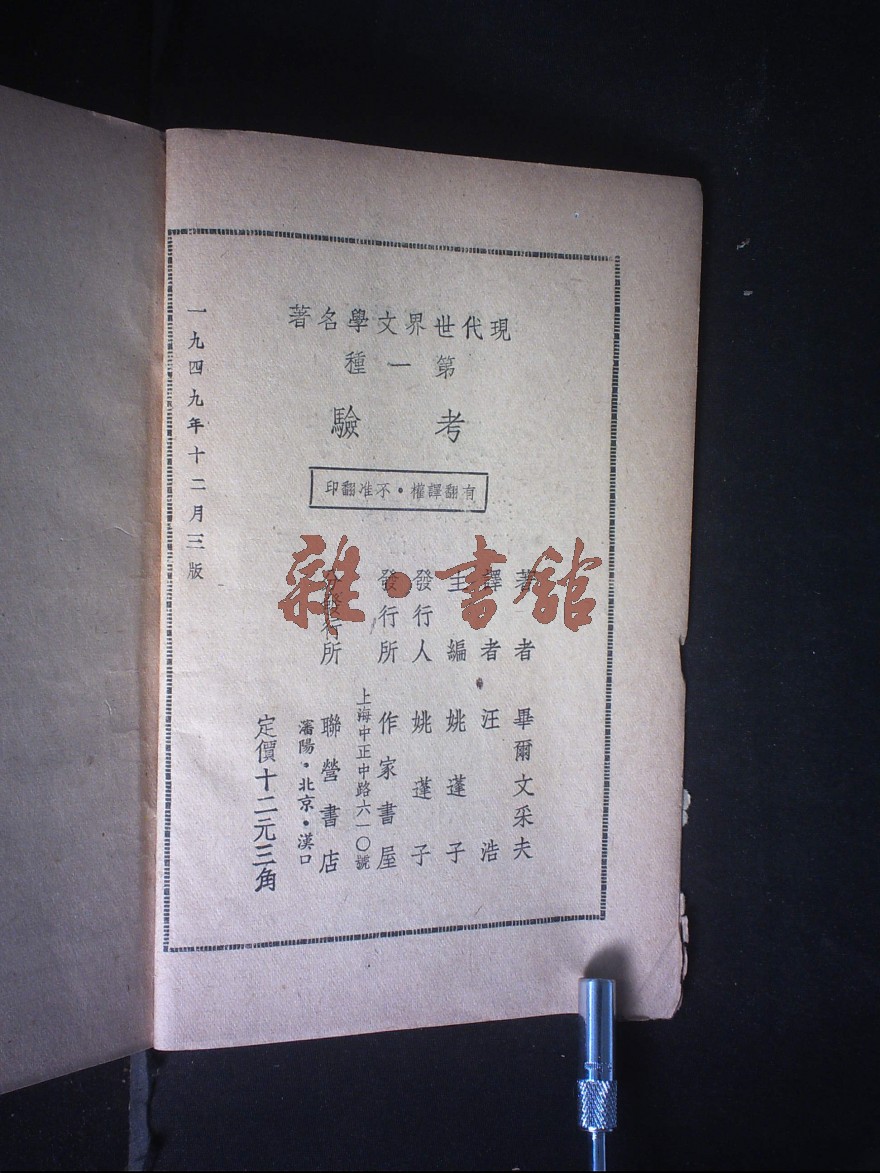 現代世界文學名著
第一種
考驗
有翻譯權・不准翻印
著者 畢爾文采夫
譯者 汪浩
主編 姚蓬子
發行人 姚蓬子
發行所 作家書屋
上海中正中路六一〇號
分發行所 聯營書店
瀋陽・北京・漢口
定價十二元三角
一九四九年十二月三版
雜・書館